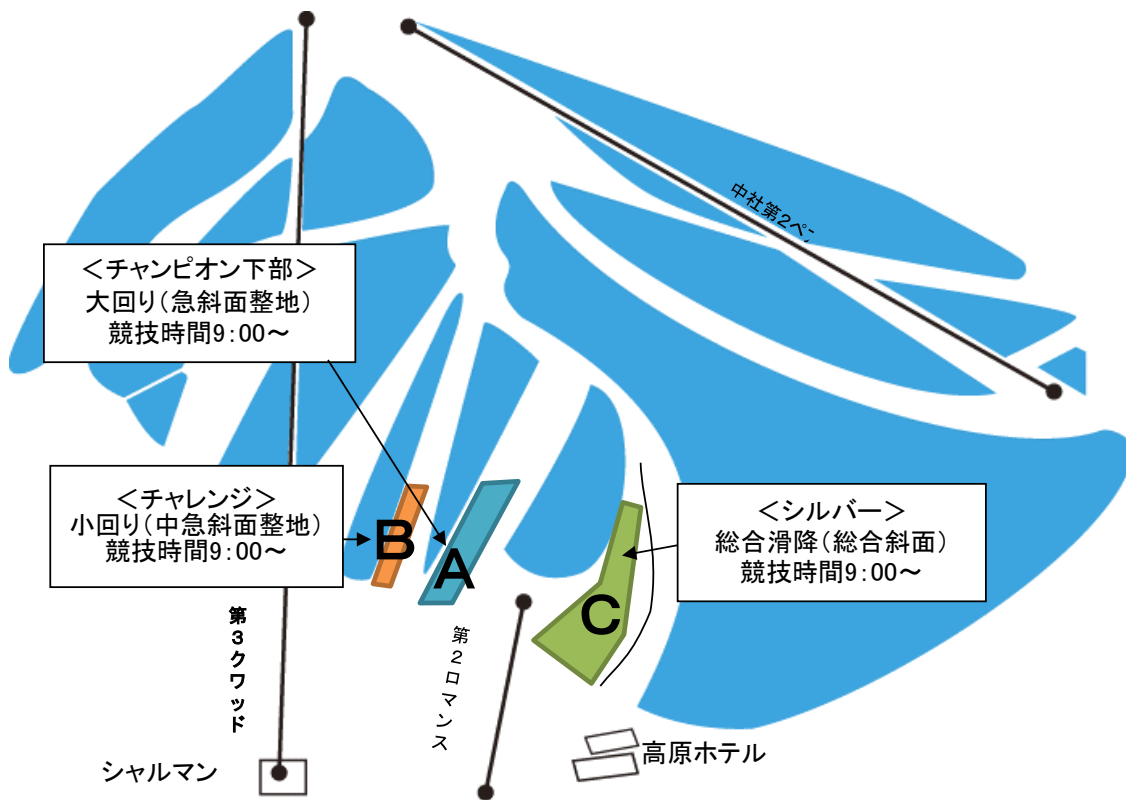 中社第2ペ
＜チャンピオン下部＞
大回り（急斜面整地）
競技時間9：00～
＜チャレンジ＞
小回り（中急斜面整地）
競技時間9：00～
＜シルバー＞
総合滑降（総合斜面）
競技時間9：00～
B
A
C
第3クワッド
第2ロマンス
シャルマン
高原ホテル